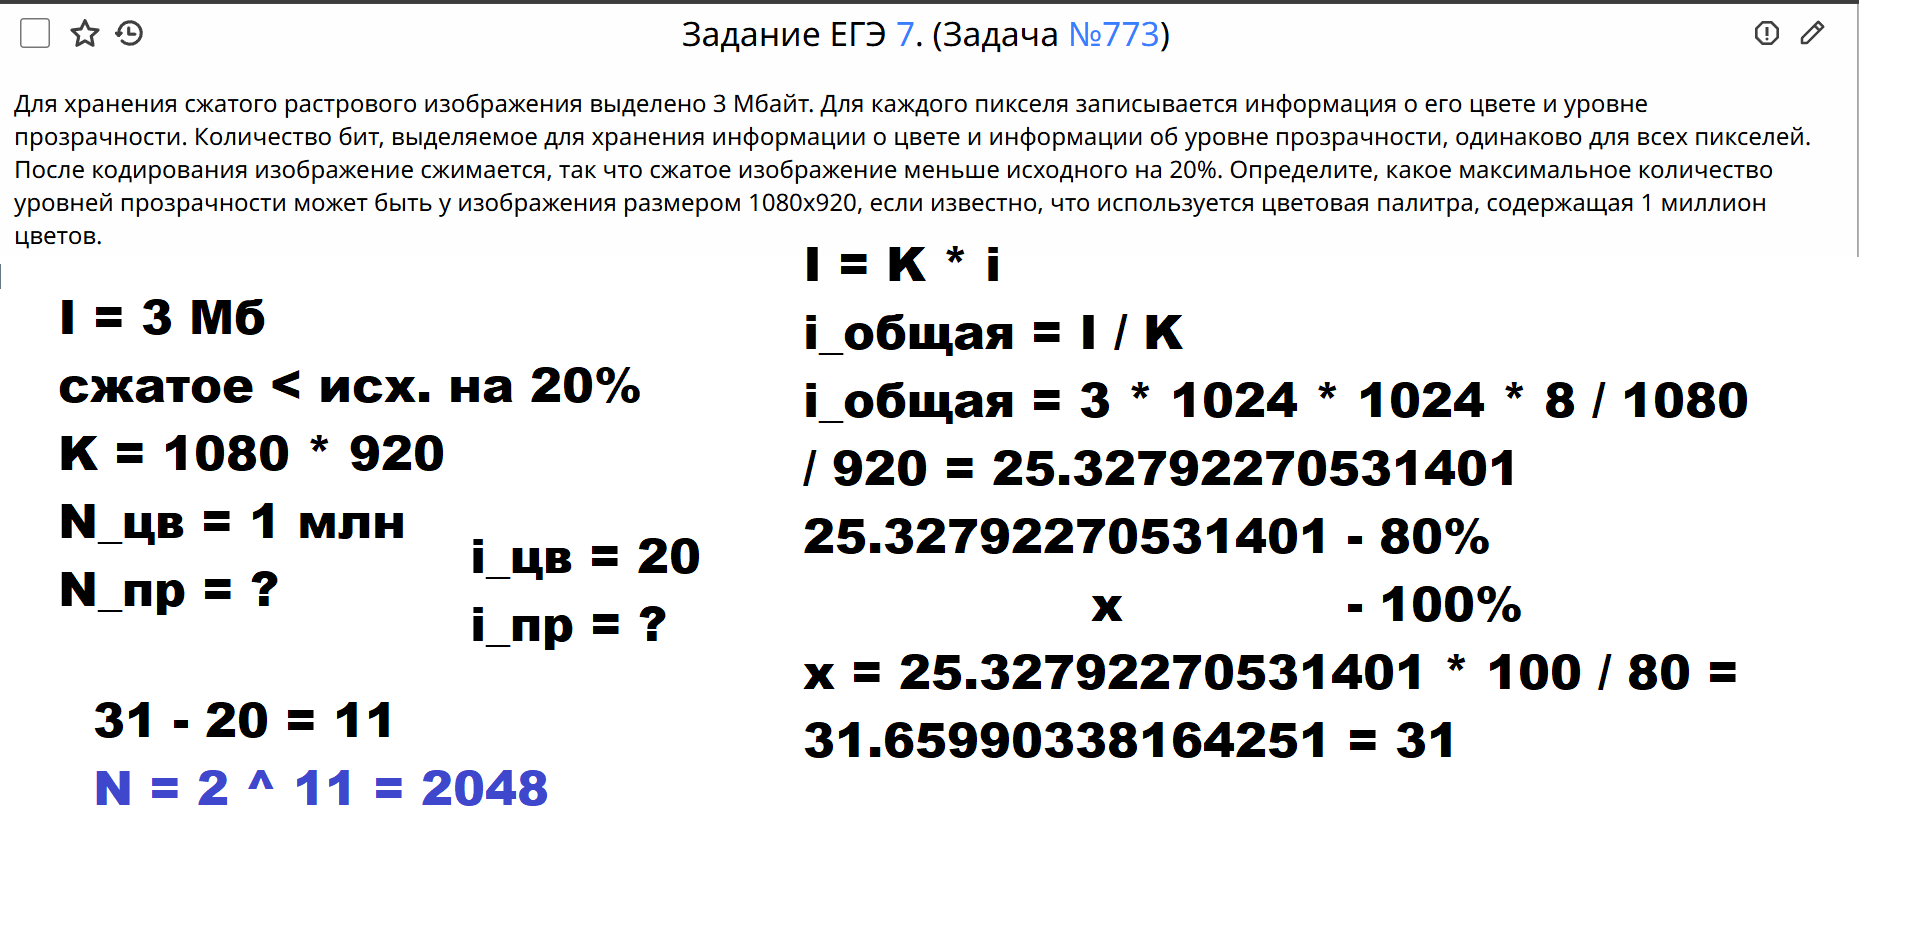 Задание ЕГЭ 7. (Задача №773)
Для хранения сжатого растрового изображения выделено 3 Мбайт. Для каждого пикселя записывается информация о его цвете и уровне
прозрачности. Количество бит, выделяемое для хранения информации о цвете и информации об уровне прозрачности, одинаково для всех пикселей.
После кодирования изображение сжимается, так что сжатое изображение меньше исходного на 20%. Определите, какое максимальное количество
уровней прозрачности может быть у изображения размером 1080x920, если известно, что используется цветовая палитра, содержащая 1 миллион
цветов.
I = 3 Мб
сжатое < исх. на 20%
K = 1080 * 920
N_цв = 1 млн
N_пр = ?
i_цв = 20
i_пр = ?
31 - 20 = 11
N = 2 ^ 11 = 2048
I = K * i
i_общая = I / K
i_общая = 3 * 1024 * 1024 * 8 / 1080
/ 920 = 25.32792270531401
25.32792270531401 - 80%
x - 100%
x = 25.32792270531401 * 100 / 80 =
31.65990338164251 = 31